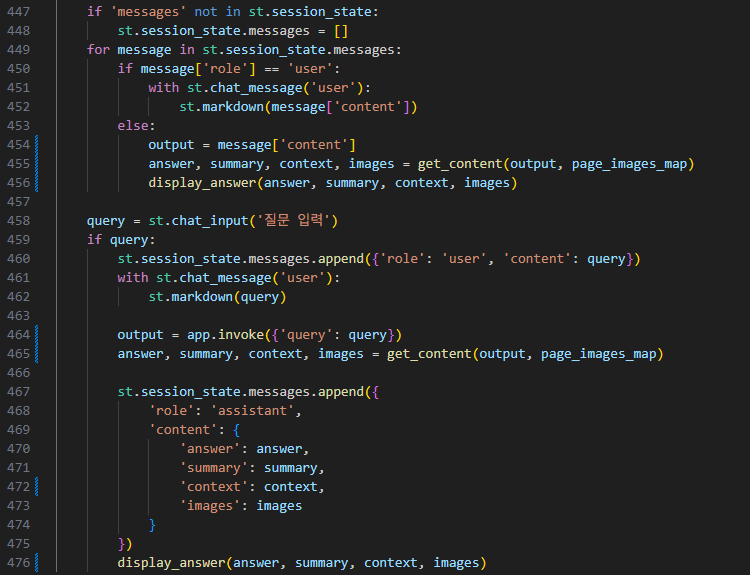 447 if 'messages' not in st.session_state:
448 st.session_state.messages = []
449 for message in st.session_state.messages:
450 if message['role'] == 'user':
451 with st.chat_message('user'):
452 st.markdown(message['content'])
453 else:
454 output = message['content']
455 answer, summary, context, images = get_content(output, page_images_map)
456 display_answer(answer, summary, context, images)
457
458 query = st.chat_input('질문 입력')
459 if query:
460 st.session_state.messages.append({'role': 'user', 'content': query})
461 with st.chat_message('user'):
462 st.markdown(query)
463
464 output = app.invoke({'query': query})
465 answer, summary, context, images = get_content(output, page_images_map)
466
467 st.session_state.messages.append({
468 'role': 'assistant',
469 'content': {
470 'answer': answer,
471 'summary': summary,
472 'context': context,
473 'images': images
474 }
475 })
476 display_answer(answer, summary, context, images)